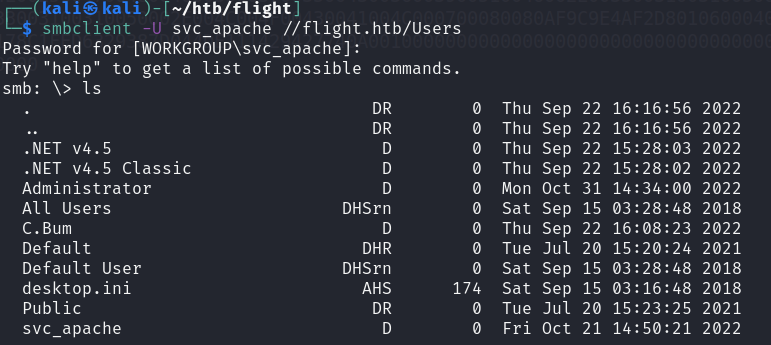 ┌──(kali㉿kali)-[~/htb/flight]
└─$ smbclient -U svc_apache //flight.htb/Users
Password for [WORKGROUP\svc_apache]:
Try "help" to get a list of possible commands.
smb: \> ls
  .                                  DR        0  Thu Sep 22 16:16:56 2022
  ..                                 DR        0  Thu Sep 22 16:16:56 2022
  .NET v4.5                           D        0  Thu Sep 22 15:28:03 2022
  .NET v4.5 Classic                   D        0  Thu Sep 22 15:28:02 2022
  Administrator                       D        0  Mon Oct 31 14:34:00 2022
  All Users                       DHSrn        0  Sat Sep 15 03:28:48 2018
  C.Bum                               D        0  Thu Sep 22 16:08:23 2022
  Default                           DHR        0  Tue Jul 20 15:20:24 2021
  Default User                    DHSrn        0  Sat Sep 15 03:28:48 2018
  desktop.ini                       AHS      174  Sat Sep 15 03:16:48 2018
  Public                             DR        0  Tue Jul 20 15:23:25 2021
  svc_apache                          D        0  Fri Oct 21 14:50:21 2022